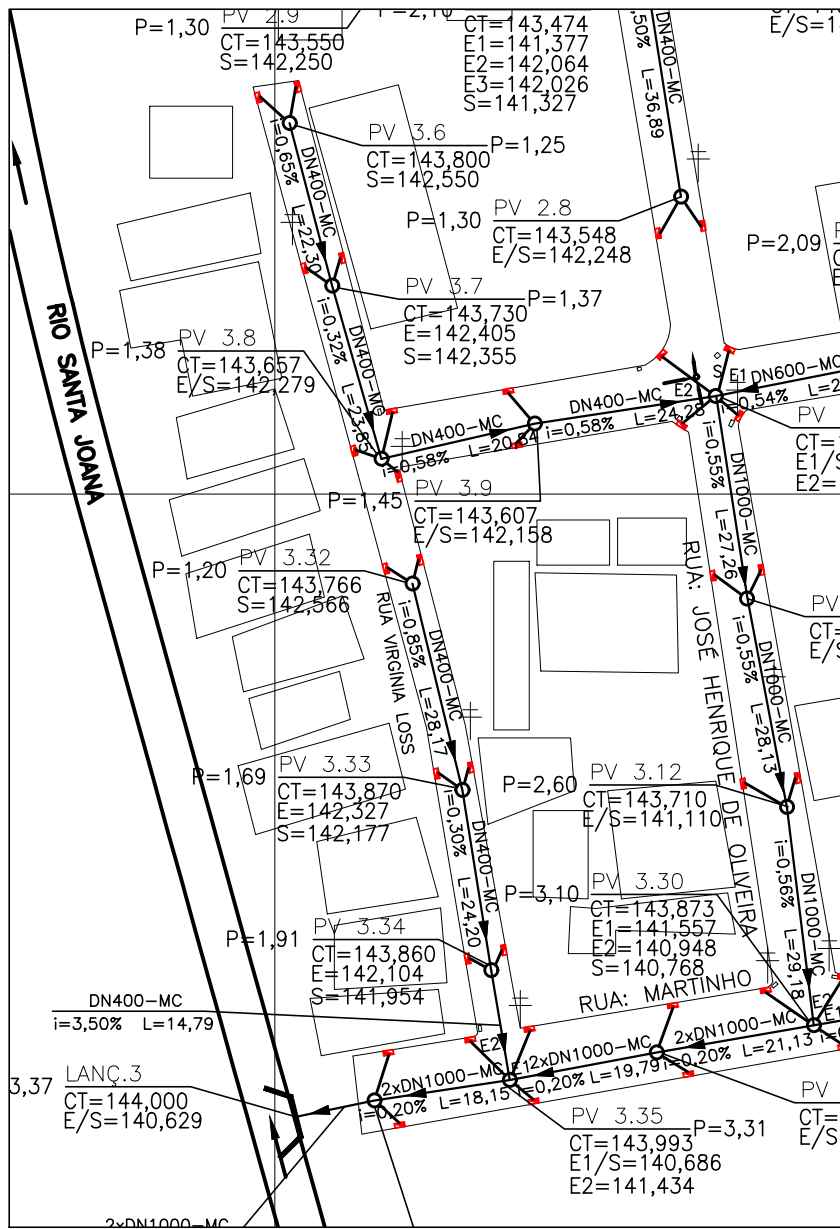 P=1,30
PV 2.9
CT=143,550
S=142,250
CT=143,474
E1=141,377
E2=142,064
E3=142,026
S=141,327
DN400-MC
L=36,89
PV 3.6
P=1,25
CT=143,800
S=142,550
i=0,65%
DN400-MC
L=22,30
P=1,30
PV 2.8
CT=143,548
E/S=142,248
P=2,09
PV 3.7
P=1,37
CT=143,730
E=142,405
S=142,355
RIO SANTA JOANA
P=1,38
PV 3.8
CT=143,657
E/S=142,279
i=0,32%
L=23,85
DN400-MC
DN400-MC
i=0,58%
L=20,54
DN400-MC
i=0,58%
L=24,28
E2
S
E1
DN600-MC
i=0,54%
PV
P=1,45
PV 3.9
CT=143,607
E/S=142,158
i=0,55%
DN1000-MC
L=27,26
P=1,20
PV 3.32
CT=143,766
S=142,566
RUA VIRGINIA LOSS
i=0,85%
DN400-MC
L=28,17
RUA: JOSÉ HENRIQUE DE OLIVEIRA
PV
i=0,55%
DN1000-MC
L=28,13
P=1,69
PV 3.33
CT=143,870
E=142,327
S=142,177
P=2,60
PV 3.12
CT=143,710
E/S=141,110
i=0,30%
DN400-MC
L=24,20
i=0,56%
DN1000-MC
L=29,18
P=3,10
PV 3.30
CT=143,873
E1=141,557
E2=140,948
S=140,768
P=1,91
PV 3.34
CT=143,860
E=142,104
S=141,954
RUA: MARTINHO
DN400-MC
i=3,50% L=14,79
E2
E1
2xDN1000-MC
i=0,20% L=18,15
2xDN1000-MC
i=0,20% L=19,79
2xDN1000-MC
i=0,20% L=21,13
E2
E1
3,37
LANÇ.3
CT=144,000
E/S=140,629
PV 3.35
P=3,31
CT=143,993
E1/S=140,686
E2=141,434
PV
2xDN1000-MC